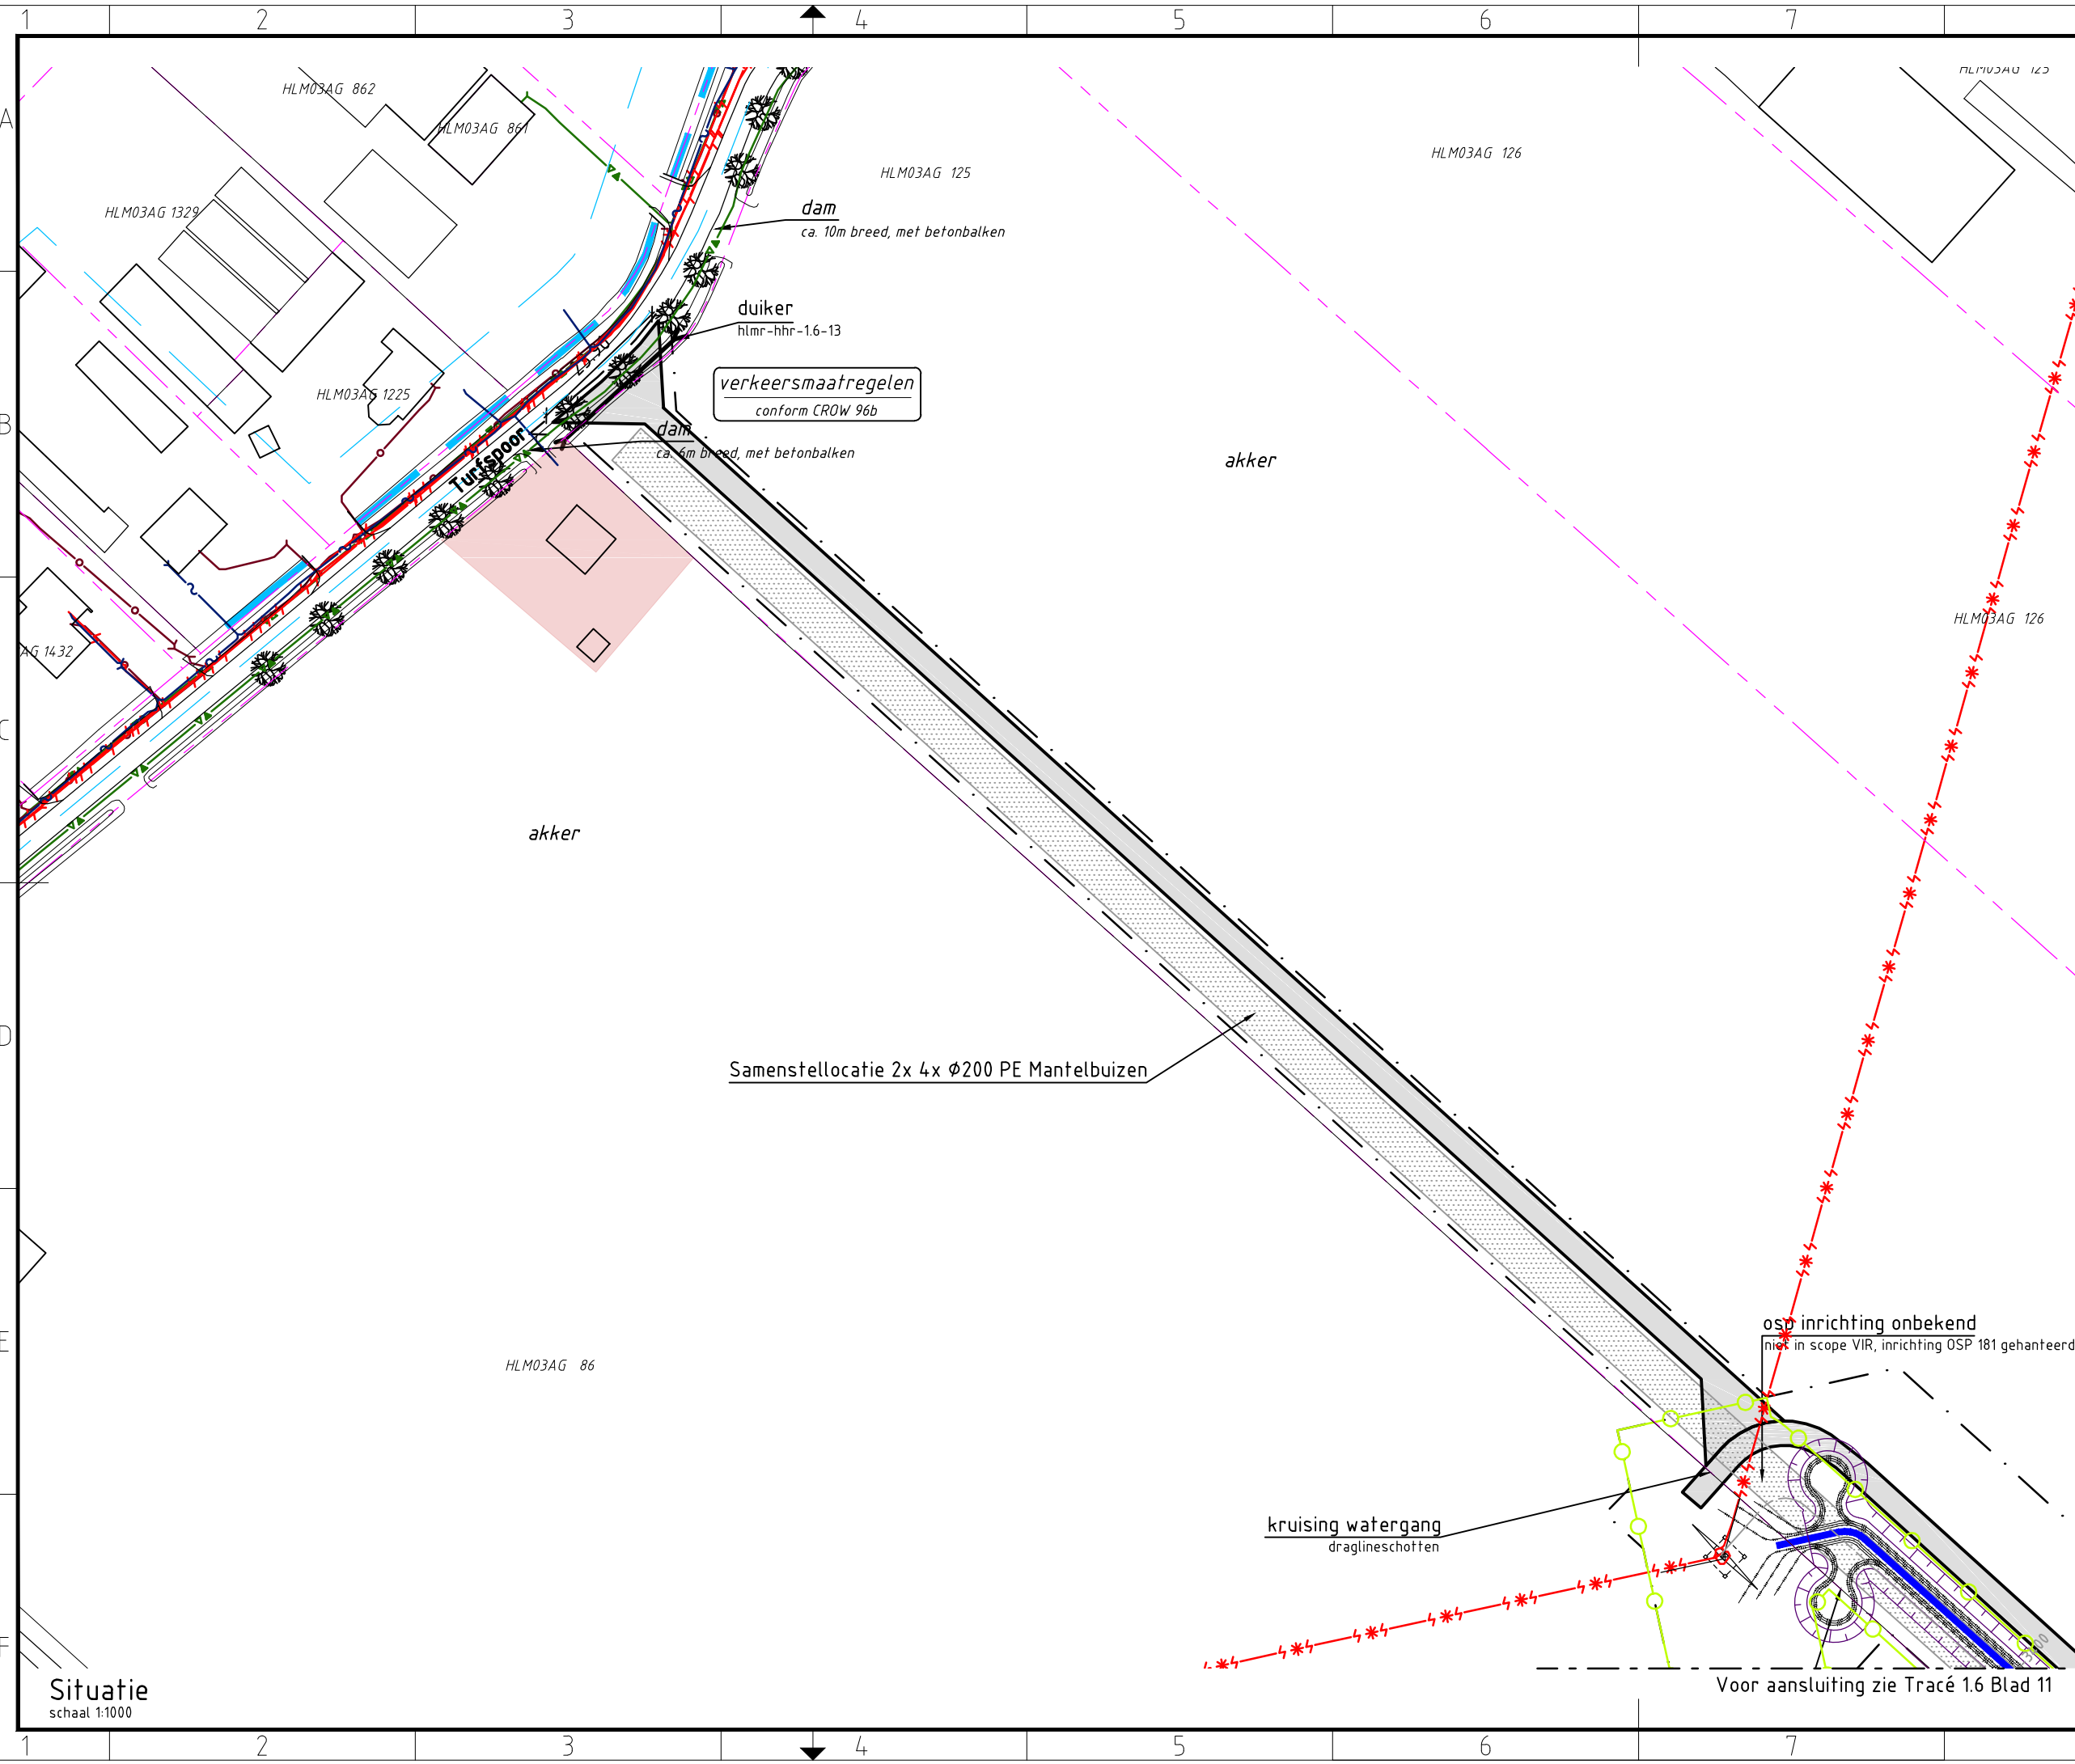 1 2 3 4 5 6 7
A
B
C
D
E
F
HLM03AG 862
HLM03AG 861
HLM03AG 1329
HLM03AG 1225
AG 1432
HLM03AG 125
HLM03AG 126
HLM03AG 125
HLM03AG 126
dam
ca. 10m breed, met betonbalken
duiker
hlmr-hhr-1.6-13
verkeersmaatregelen
conform CROW 96b
dam
ca. 6m breed, met betonbalken
Turfspoor
akker
akker
Samenstellocatie 2x 4x Ø200 PE Mantelbuizen
HLM03AG 86
osp inrichting onbekend
niet in scope VIR, inrichting OSP 181 gehanteerd
kruising watergang
draglineschotten
Situatie
schaal 1:1000
Voor aansluiting zie Tracé 1.6 Blad 11
1 2 3 4 5 6 7